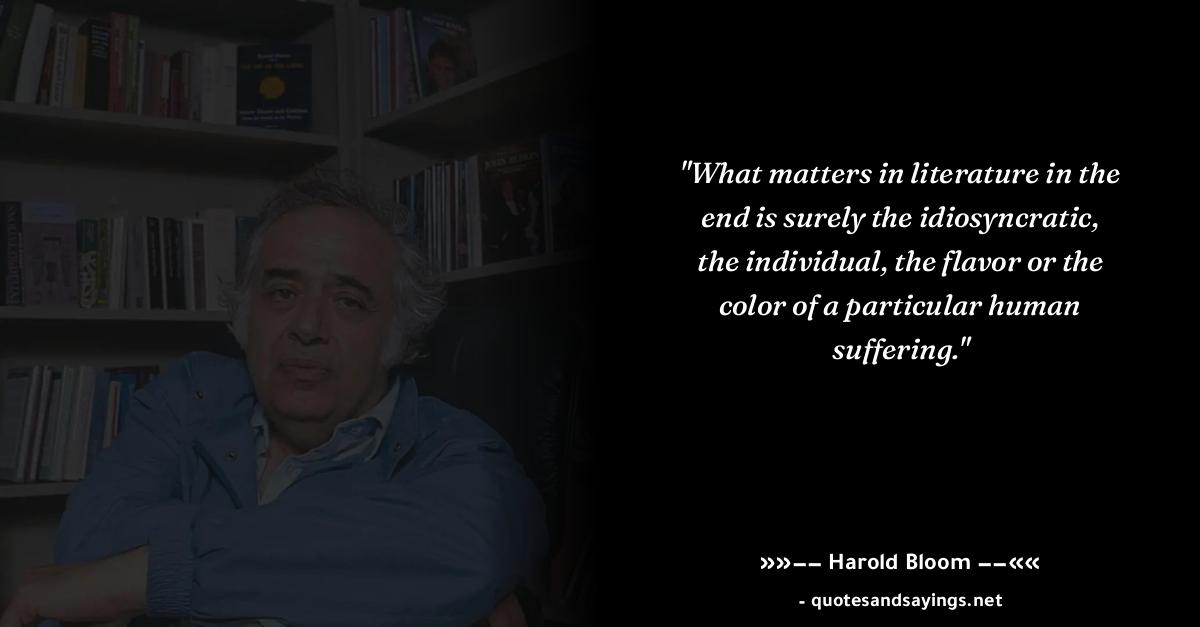 "What matters in literature in the
end is surely the idiosyncratic,
the individual, the flavor or the
color of a particular human
suffering."
»»−− Harold Bloom −−««
- quotesandsayings.net